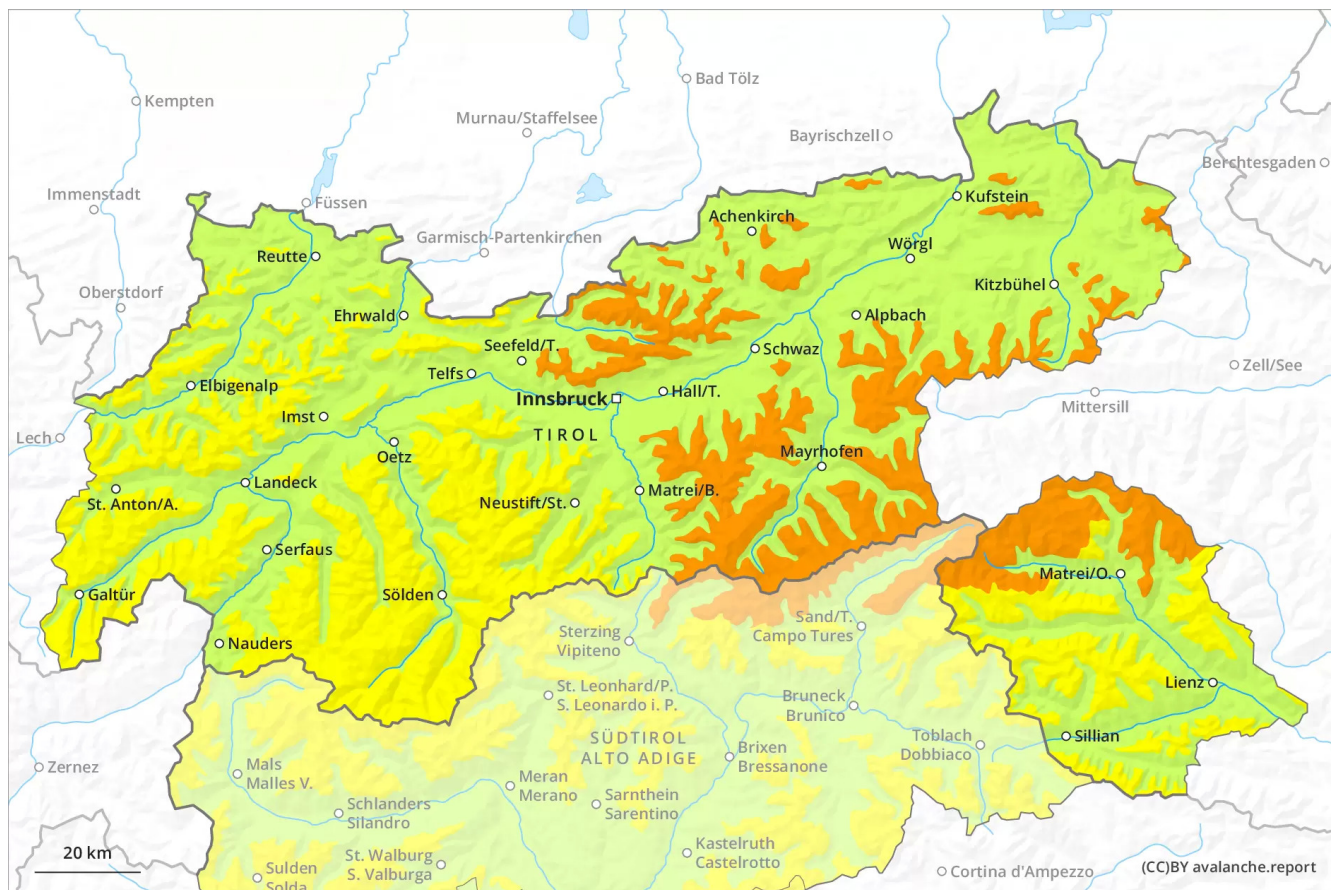 Bad Tölz
Kempten
Murnau/Staffelsee
Bayrischzell
Berchtesgaden
Immenstadt
Füssen
Kufstein
Achenkirch
Garmisch-Partenkirchen
Wörgl
Reutte
Oberstdorf
Kitzbühel
Ehrwald
Alpbach
Seefeld/T.
Schwaz
Zell/See
Telfs
Elbigenalp
Hall/T.
Innsbruck
Mittersill
Imst
TIROL
Lech
Oetz
Mayrhofen
Landeck
St. Anton/A.
Neustift/St.
Matrei/B.
Serfaus
Matrei/O.
Galtür
Sölden
Sand/T.
Campo Tures
Sterzing
Vipiteno
Nauders
Lienz
St. Leonhard/P.
S. Leonardo i. P.
Bruneck
Brunico
Sillian
SÜDTIROL
ALTO ADIGE
Toblach
Dobbiaco
Brixen
Bressanone
Zernez
Mals
Malles V.
Meran
Merano
Schlanders
Silandro
Sarnthein
Sarentino
Kastelruth
Castelrotto
20 km
St. Walburg
S. Valburga
Sulden
Solda
Cortina d'Ampezzo
(CC)BY avalanche.report